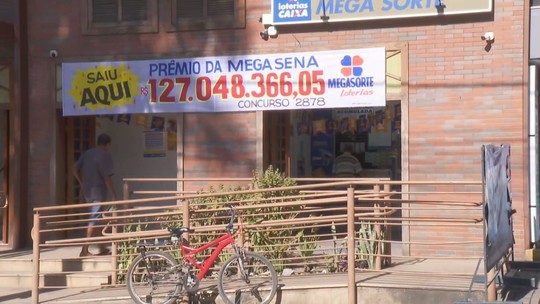 loterias
CAIXA
MEGA SORTE
SAIU
AQUI
PRÊMIO DA MEGA SENA
R$ 127.048.366,05
CONCURSO 2878
MEGASORTE
loterias